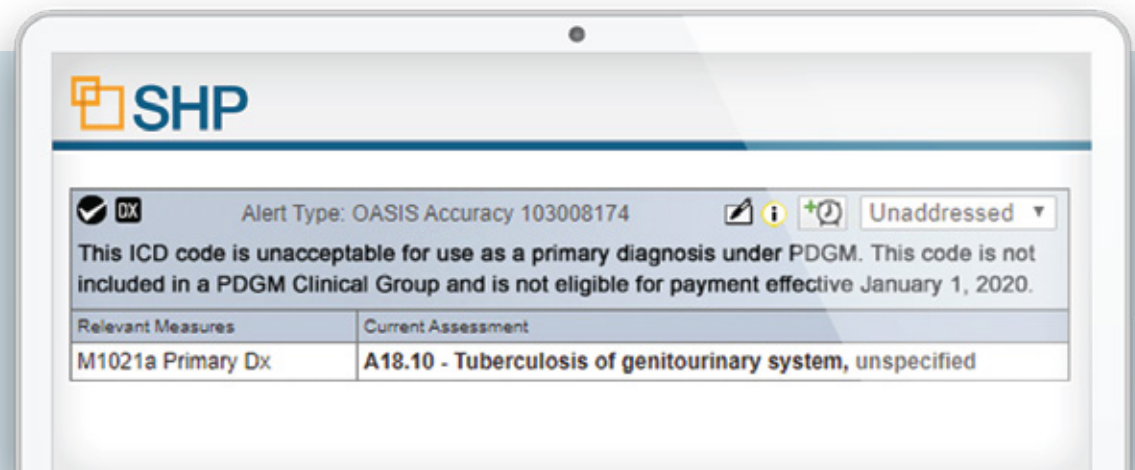 SHP
DX Alert Type: OASIS Accuracy 103008174 Unaddressed
This ICD code is unacceptable for use as a primary diagnosis under PDGM. This code is not
included in a PDGM Clinical Group and is not eligible for payment effective January 1, 2020.
Relevant Measures Current Assessment
M1021a Primary Dx A18.10 - Tuberculosis of genitourinary system, unspecified